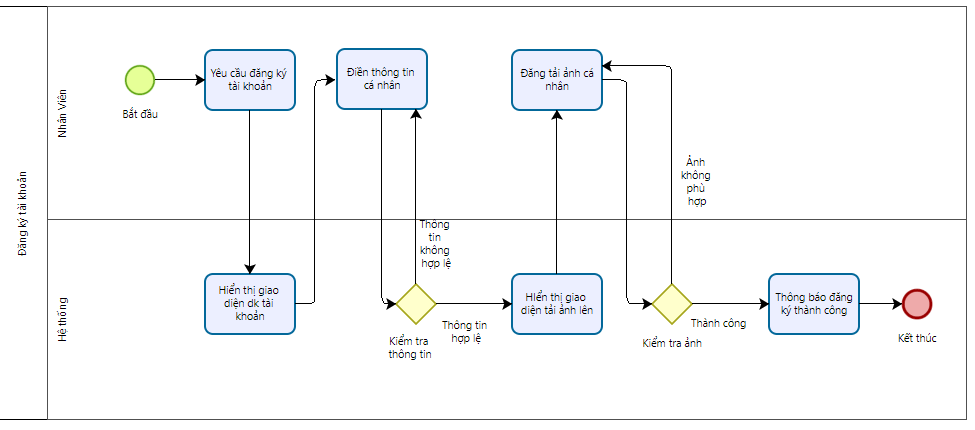 Đăng ký tài khoản
Nhân Viên
Bắt đầu
Yêu cầu đăng ký
tài khoản
Điền thông tin
cá nhân
Đăng tải ảnh cá
nhân
Ảnh
không
phù
hợp
Hệ thống
Hiển thị giao
diện dk tài
khoản
Thông
tin
không
hợp lệ
Kiểm tra
thông tin
Thông tin
hợp lệ
HIển thị giao
diện tải ảnh lên
Kiểm tra ảnh
Thành công
Thông báo đăng
ký thành công
Kết thúc